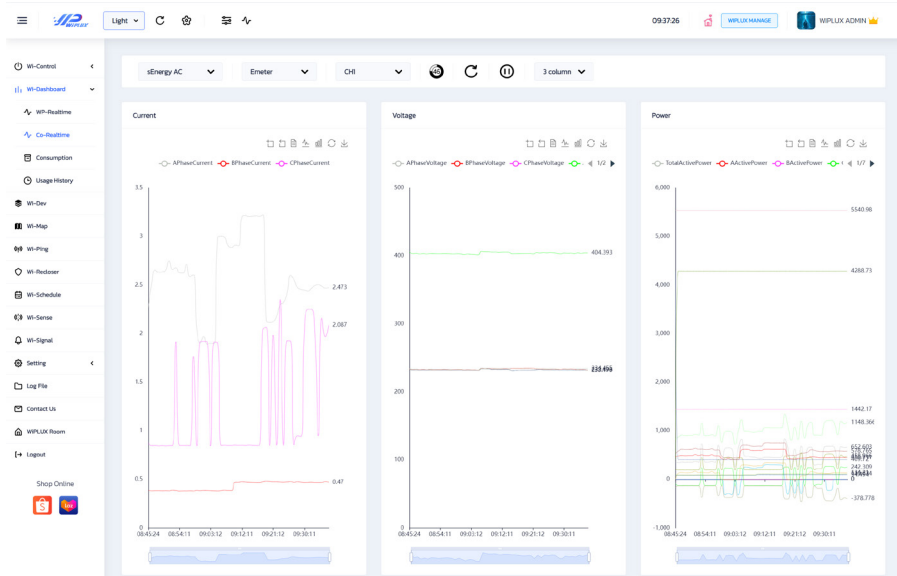 WIPLUX
Light
09:37:26
WIPLUX MANAGE
WIPLUX ADMIN
WI-Control
WI-Dashboard
WP-Realtime
Co-Realtime
Consumption
Usage History
WI-Dev
WI-Map
WI-Ping
WI-Recloser
WI-Schedule
WI-Sense
WI-Signal
Setting
Log File
Contact Us
WIPLUX Room
Logout
Shop Online
sEnergy AC
Emeter
CH1
48
3 column
Current
APhaseCurrent BPhaseCurrent CPhaseCurrent
3.5
3
2.5
2
1.5
1
0.5
0
2.473
2.087
0.47
08:45:24 08:54:11 09:03:12 09:12:11 09:21:12 09:30:11
Voltage
APhaseVoltage BPhaseVoltage CPhaseVoltage 1/2
500
400
300
200
100
0
404.393
08:45:24 08:54:11 09:03:12 09:12:11 09:21:12 09:30:11
Power
TotalActivePower AActivePower BActivePower 1/7
6,000
5,000
4,000
3,000
2,000
1,000
0
-1,000
5540.98
4288.73
1442.17
1148.366
652.603
242.309
0
-378.778
08:45:24 08:54:11 09:03:12 09:12:11 09:21:12 09:30:11